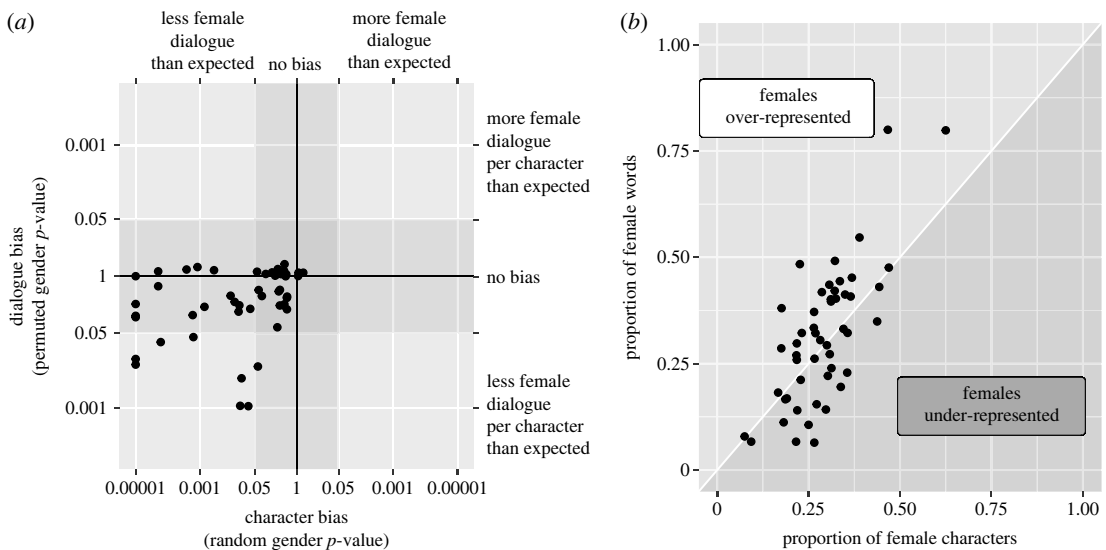 (a)
less female
dialogue
than expected
no bias
more female
dialogue
than expected
dialogue bias
(permuted gender p-value)
0.001
0.05
1
0.05
0.001
more female
dialogue
per character
than expected
no bias
less female
dialogue
per character
than expected
0.00001 0.001 0.05 1 0.05 0.001 0.00001
character bias
(random gender p-value)
(b)
proportion of female words
1.00
0.75
0.50
0.25
0
females
over-represented
females
under-represented
0 0.25 0.50 0.75 1.00
proportion of female characters